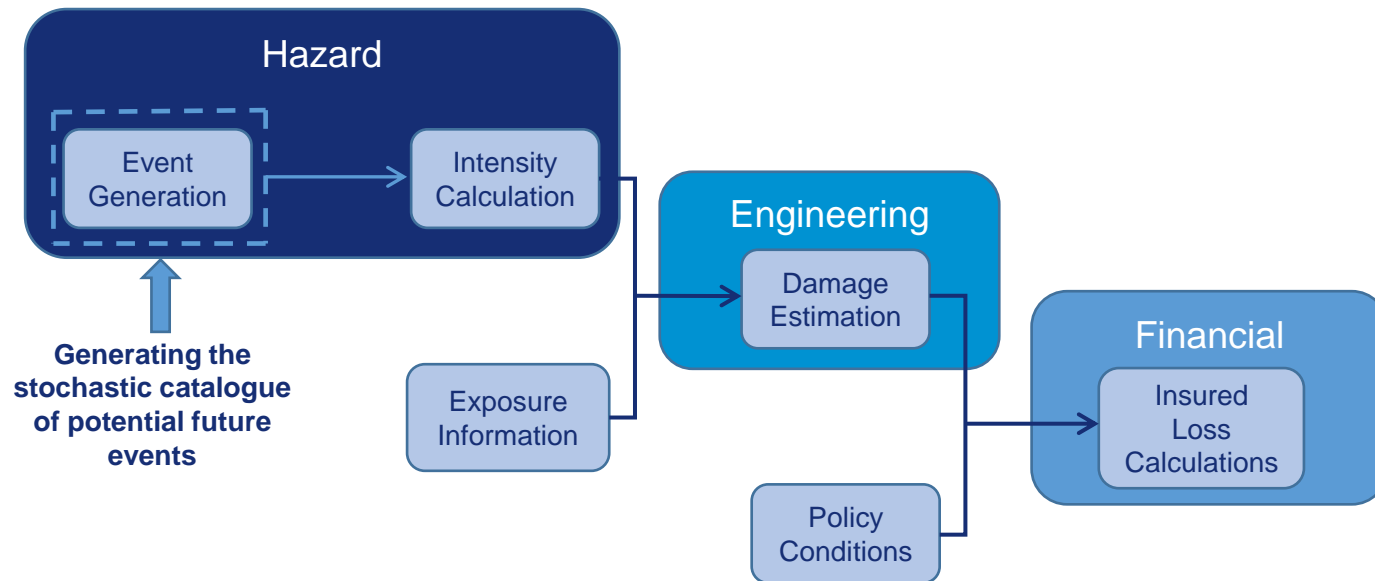 Hazard
Event
Generation
Intensity
Calculation
Engineering
Damage
Estimation
Financial
Insured
Loss
Calculations
Generating the
stochastic catalogue
of potential future
events
Exposure
Information
Policy
Conditions